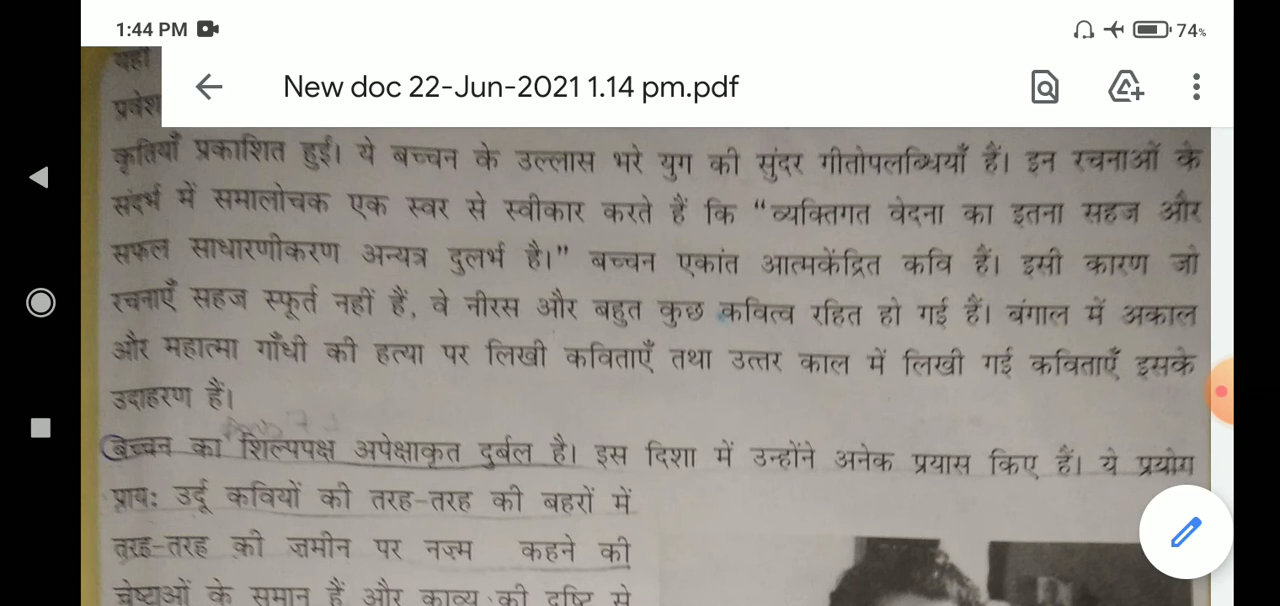 1:44 PM
74%
यहाँ
New doc 22-Jun-2021 1.14 pm.pdf
प्रवेश
कृतियाँ प्रकाशित हुई। ये बच्चन के उल्लास भरे युग की सुंदर गीतोपलब्धियाँ हैं। इन रचनाओं के
संदर्भ में समालोचक एक स्वर से स्वीकार करते हैं कि “व्यक्तिगत वेदना का इतना सहज और
सफल साधारणीकरण अन्यत्र दुलर्भ है।” बच्चन एकांत आत्मकेंद्रित कवि हैं। इसी कारण जो
रचनाएँ सहज स्फूर्त नहीं हैं, वे नीरस और बहुत कुछ कवित्व रहित हो गई हैं। बंगाल में अकाल
और महात्मा गाँधी की हत्या पर लिखी कविताएँ तथा उत्तर काल में लिखी गई कविताएँ इसके
उदाहरण हैं।
बच्चन का शिल्पपक्ष अपेक्षाकृत दुर्बल है। इस दिशा में उन्होंने अनेक प्रयास किए हैं। ये प्रयोग
प्राय: उर्दू कवियों की तरह-तरह की बहरों में
तरह-तरह की ज़मीन पर नज़्म कहने की
चेष्टाओं के समान हैं और काव्य की दृष्टि से